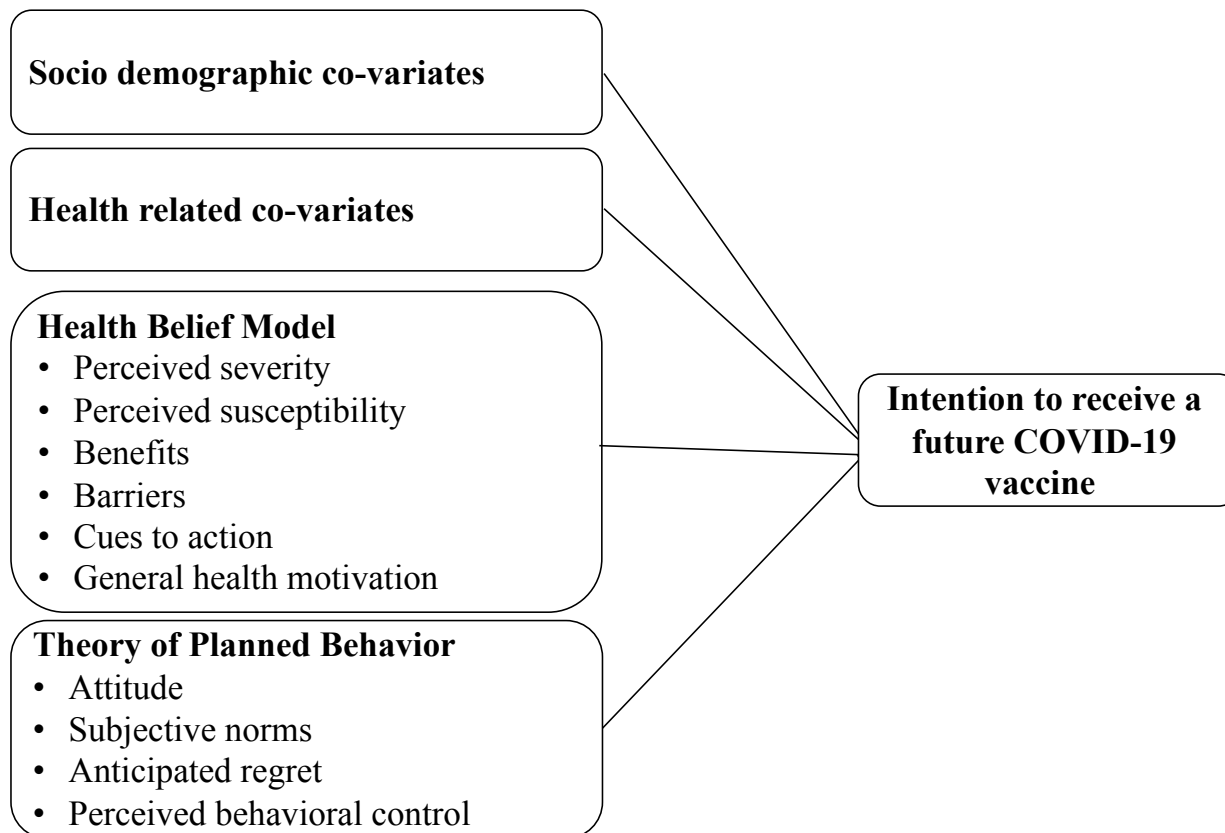 Socio demographic co-variates
Health related co-variates
Health Belief Model
• Perceived severity
• Perceived susceptibility
• Benefits
• Barriers
• Cues to action
• General health motivation
Theory of Planned Behavior
• Attitude
• Subjective norms
• Anticipated regret
• Perceived behavioral control
Intention to receive a
future COVID-19
vaccine